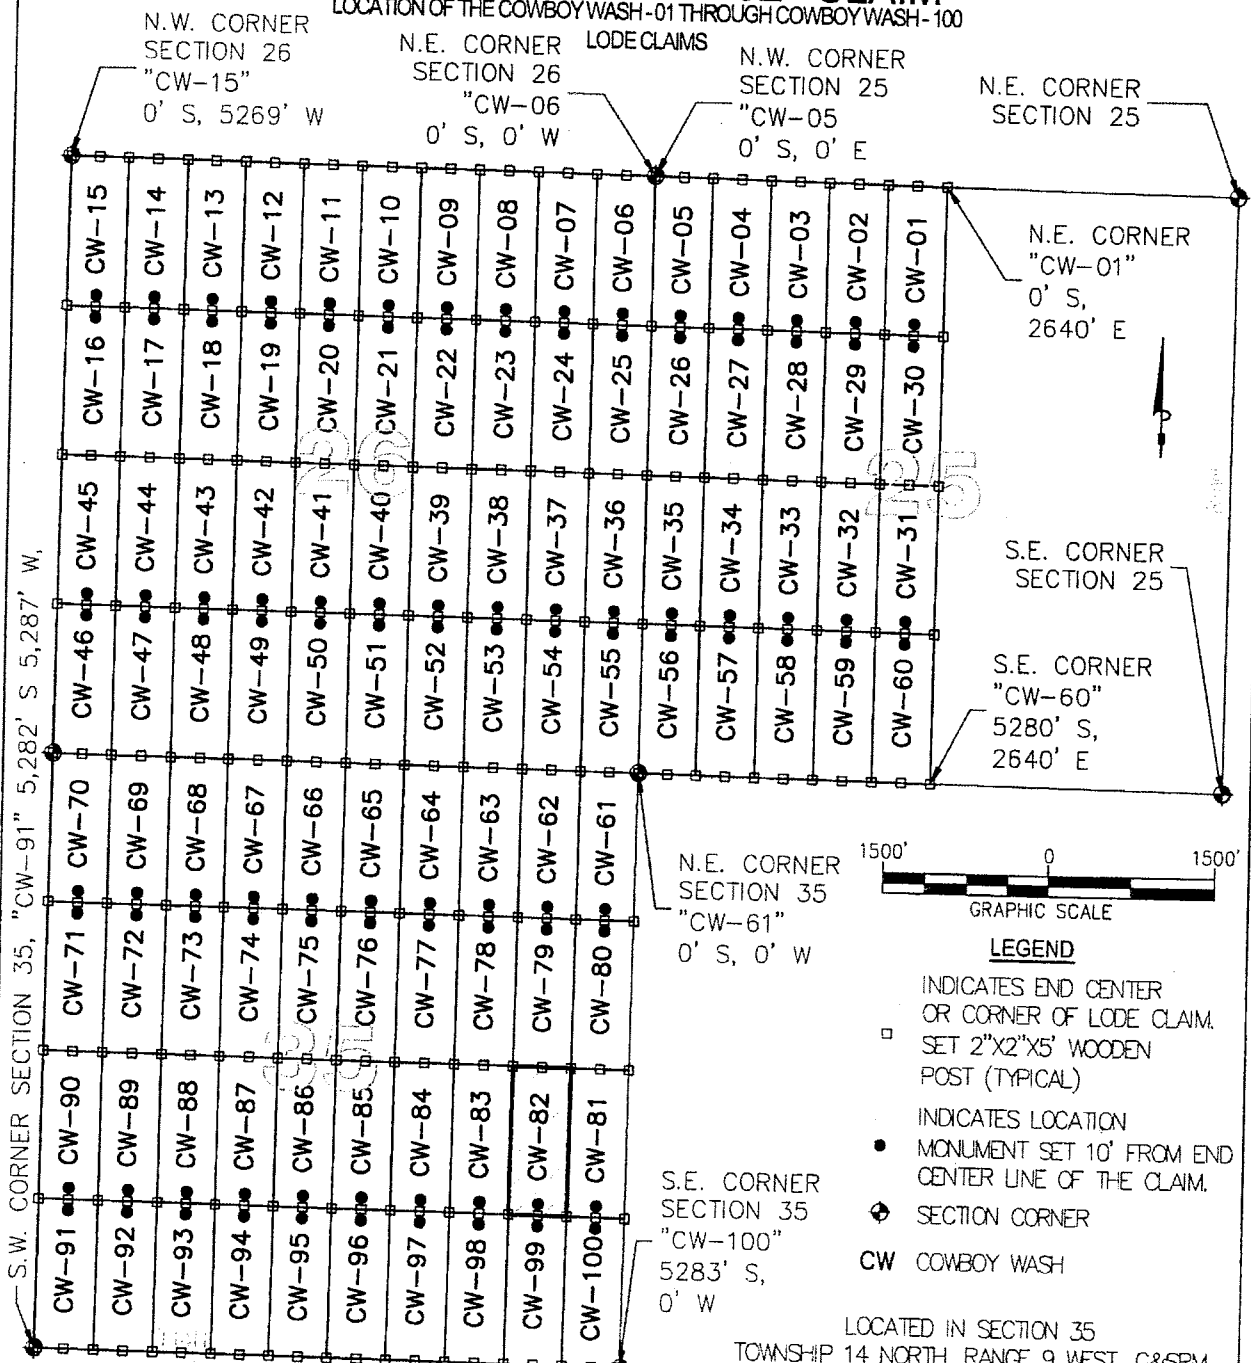 LOCATION OF THE COWBOY WASH-01 THROUGH COWBOY WASH-100
LODE CLAIMS
N.W. CORNER
SECTION 26
"CW-15"
0' S, 5269' W
N.E. CORNER
SECTION 26
"CW-06
0' S, 0' W
N.W. CORNER
SECTION 25
"CW-05
0' S, 0' E
N.E. CORNER
SECTION 25
CW-15 CW-14 CW-13 CW-12 CW-11 CW-10 CW-09 CW-08 CW-07 CW-06 CW-05 CW-04 CW-03 CW-02 CW-01
N.E. CORNER
"CW-01"
0' S,
2640' E
CW-16 CW-17 CW-18 CW-19 CW-20 CW-21 CW-22 CW-23 CW-24 CW-25 CW-26 CW-27 CW-28 CW-29 CW-30
26
25
CW-45 CW-44 CW-43 CW-42 CW-41 CW-40 CW-39 CW-38 CW-37 CW-36 CW-35 CW-34 CW-33 CW-32 CW-31
S.E. CORNER
SECTION 25
CW-46 CW-47 CW-48 CW-49 CW-50 CW-51 CW-52 CW-53 CW-54 CW-55 CW-56 CW-57 CW-58 CW-59 CW-60
S.E. CORNER
"CW-60"
5280' S,
2640' E
CW-70 CW-69 CW-68 CW-67 CW-66 CW-65 CW-64 CW-63 CW-62 CW-61
N.E. CORNER
SECTION 35
"CW-61"
0' S, 0' W
CW-71 CW-72 CW-73 CW-74 CW-75 CW-76 CW-77 CW-78 CW-79 CW-80
35
CW-90 CW-89 CW-88 CW-87 CW-86 CW-85 CW-84 CW-83 CW-82 CW-81
CW-91 CW-92 CW-93 CW-94 CW-95 CW-96 CW-97 CW-98 CW-99 CW-100
S.E. CORNER
SECTION 35
"CW-100"
5283' S,
0' W
S.W. CORNER SECTION 35, "CW-91" 5,282' S 5,287' W,
1500' 0 1500'
GRAPHIC SCALE
LEGEND
INDICATES END CENTER
OR CORNER OF LODE CLAIM.
SET 2"X2"X5' WOODEN
POST (TYPICAL)
INDICATES LOCATION
MONUMENT SET 10' FROM END
CENTER LINE OF THE CLAIM.
SECTION CORNER
CW COWBOY WASH
LOCATED IN SECTION 35
TOWNSHIP 14 NORTH, RANGE 9 WEST, G&SRM